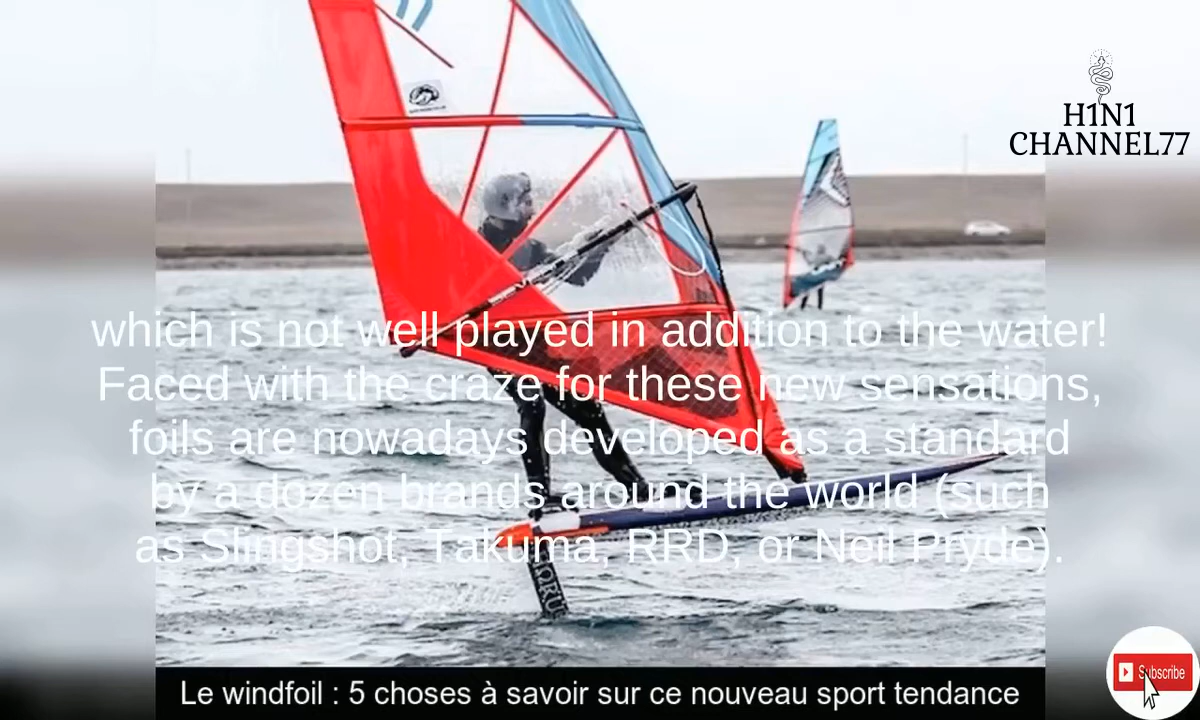 H1N1
CHANNEL77
which is not well played in addition to the water!
Faced with the craze for these new sensations,
foils are nowadays developed as a standard
by a dozen brands around the world (such
as Slingshot, Takuma, RRD, or Neil Pryde).
Subscribe
Le windfoil : 5 choses à savoir sur ce nouveau sport tendance